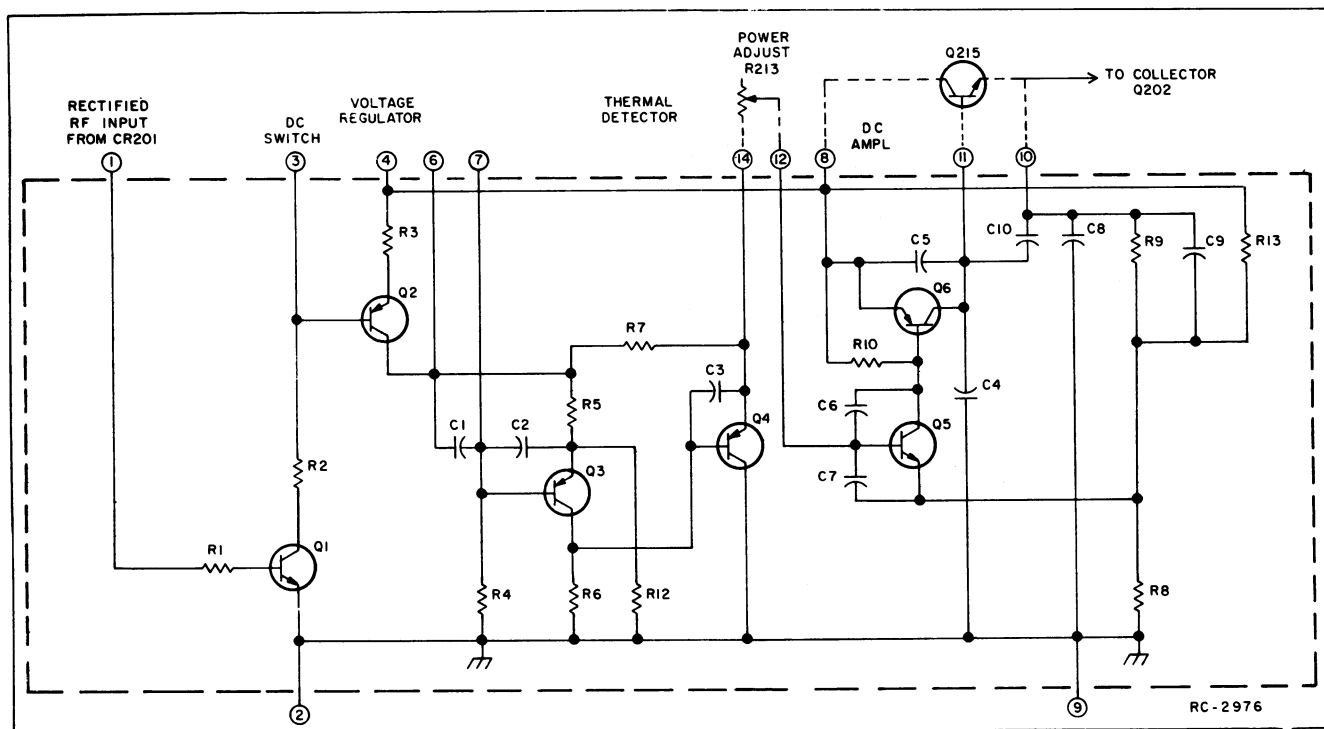 POWER
ADJUST
R213
Q215
TO COLLECTOR
Q202
RECTIFIED
RF INPUT
FROM CR201
DC
SWITCH
VOLTAGE
REGULATOR
THERMAL
DETECTOR
DC
AMPL
1
3
4
6
7
14
12
8
11
10
R3
C5
C10
C8
R9
C9
R13
Q2
Q6
R7
R10
C3
R5
C4
C6
C1
C2
Q4
Q5
R2
Q3
C7
R1
Q1
R4
R6
R12
R8
2
9
RC-2976